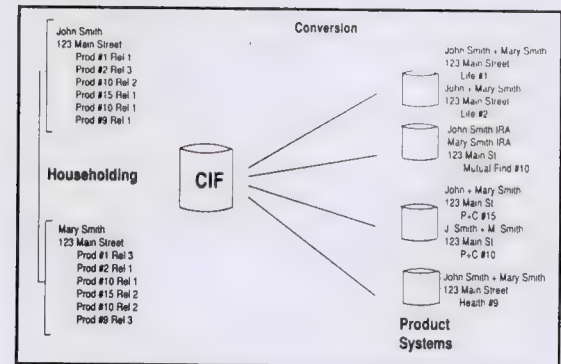 Conversion
John Smith
123 Main Street
Prod #1 Rel 1
Prod #2 Rel 3
Prod #10 Rel 2
Prod #15 Rel 1
Prod #10 Rel 1
Prod #9 Rel 1
Householding
Mary Smith
123 Main Street
Prod #1 Rel 3
Prod #2 Rel 1
Prod #10 Rel 1
Prod #15 Rel 2
Prod #10 Rel 2
Prod #9 Rel 3
CIF
John Smith + Mary Smith
123 Main Street
Life #1
John + Mary Smith
123 Main Street
Life #2
John Smith IRA
Mary Smith IRA
123 Main St
Mutual Find #10
John + Mary Smith
123 Main St
P+C #15
J Smith + M Smith
123 Main St
P+C #10
John Smith + Mary Smith
123 Main Street
Health #9
Product
Systems